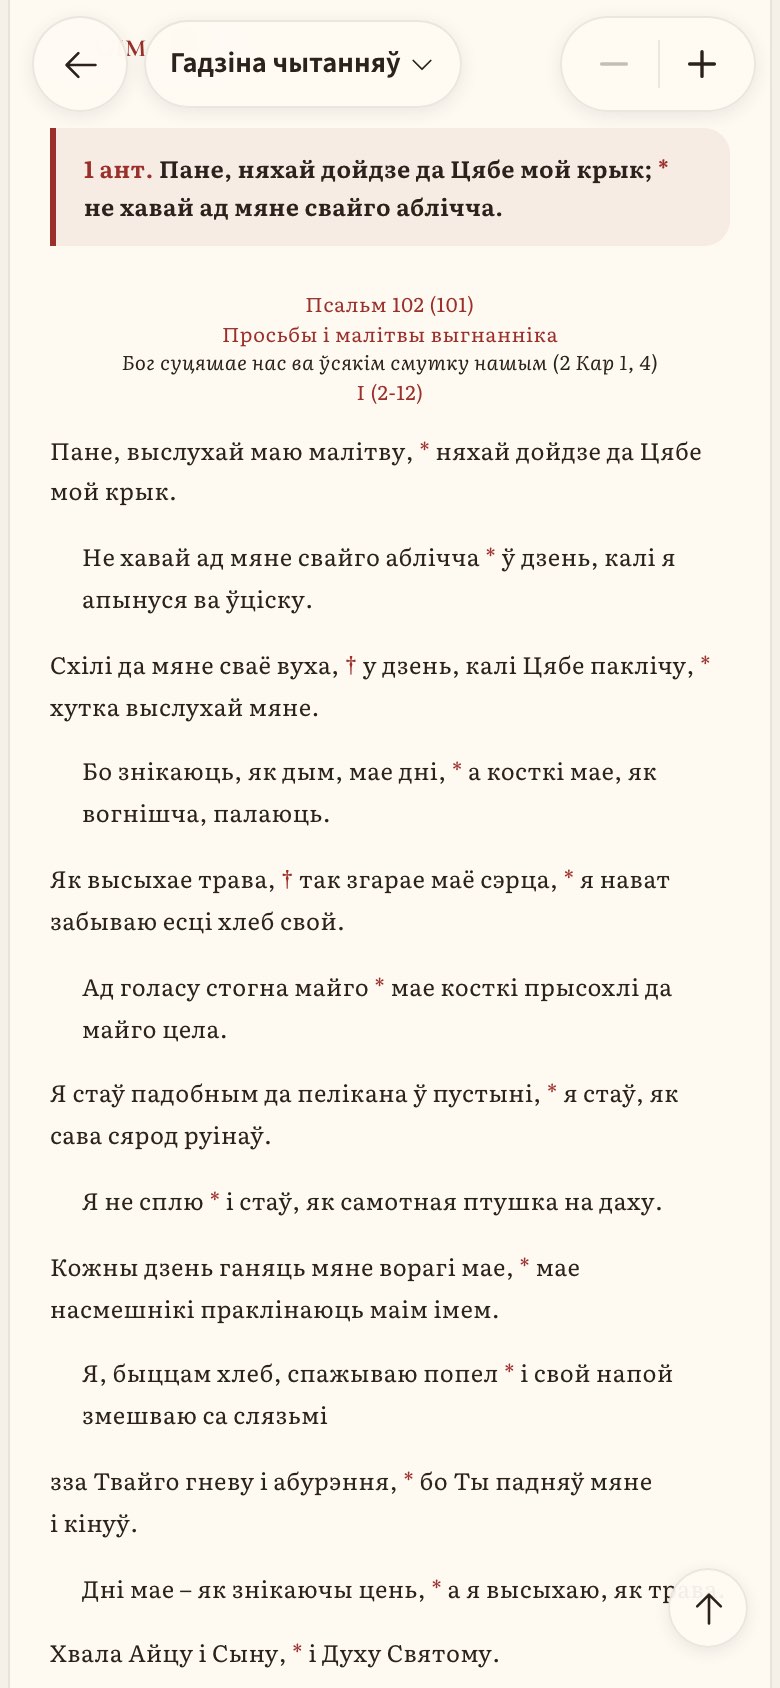 Гадзіна чытанняў
1 ант. Пане, няхай дойдзе да Цябе мой крык; *
не хавай ад мяне свайго аблічча.
Псальм 102 (101)
Просьбы і малітвы выгнанніка
Бог суцяшае нас ва ўсякім смутку нашым (2 Кар 1, 4)
I (2-12)
Пане, выслухай маю малітву, * няхай дойдзе да Цябе
мой крык.
Не хавай ад мяне свайго аблічча * ў дзень, калі я
апынуся ва ўціску.
Схілі да мяне сваё вуха, † у дзень, калі Цябе паклічу, *
хутка выслухай мяне.
Бо знікаюць, як дым, мае дні, * а косткі мае, як
вогнішча, палаюць.
Як высыхае трава, † так згарае маё сэрца, * я нават
забываю есці хлеб свой.
Ад голасу стогна майго * мае косткі прысохлі да
майго цела.
Я стаў падобным да пелікана ў пустыні, * я стаў, як
сава сярод руінаў.
Я не сплю * і стаў, як самотная птушка на даху.
Кожны дзень ганяць мяне ворагі мае, * мае
насмешнікі праклінаюць маім імем.
Я, быццам хлеб, спажываю попел * і свой напой
змешваю са слязьмі
зза Твайго гневу і абурэння, * бо Ты падняў мяне
і кінуў.
Дні мае – як знікаючы цень, * а я высыхаю, як трава.
Хвала Айцу і Сыну, * і Духу Святому.